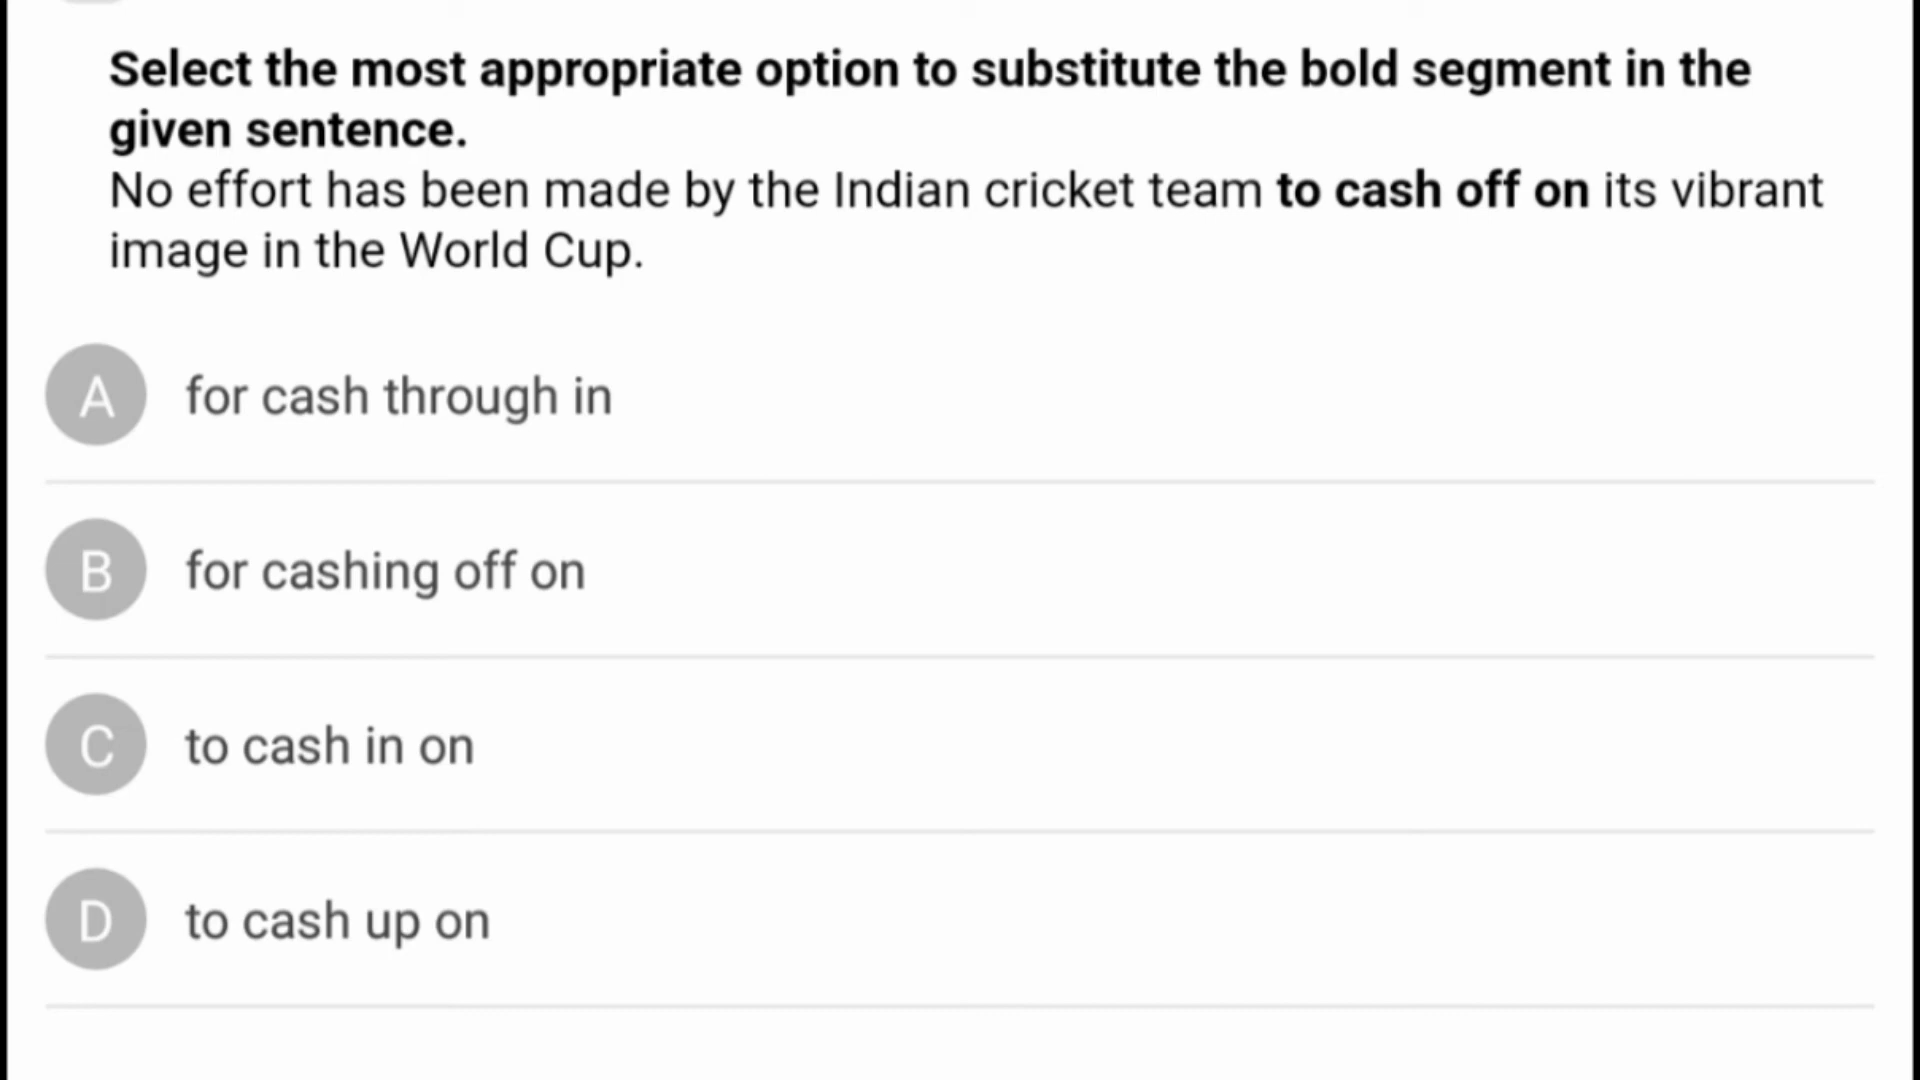 Select the most appropriate option to substitute the bold segment in the
given sentence.
No effort has been made by the Indian cricket team to cash off on its vibrant
image in the World Cup.
A for cash through in
B for cashing off on
C to cash in on
D to cash up on